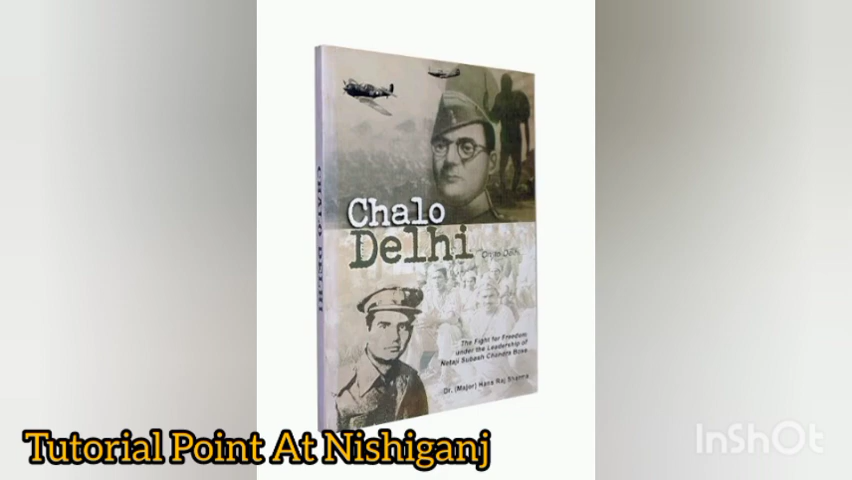 CHALO DELHI
Chalo
Delhi
The Fight for Freedom
under the Leadership of
Netaji Subash Chandra Bose
Dr. (Major) Hans Raj Sharma
Tutorial Point At Nishiganj
InShOt